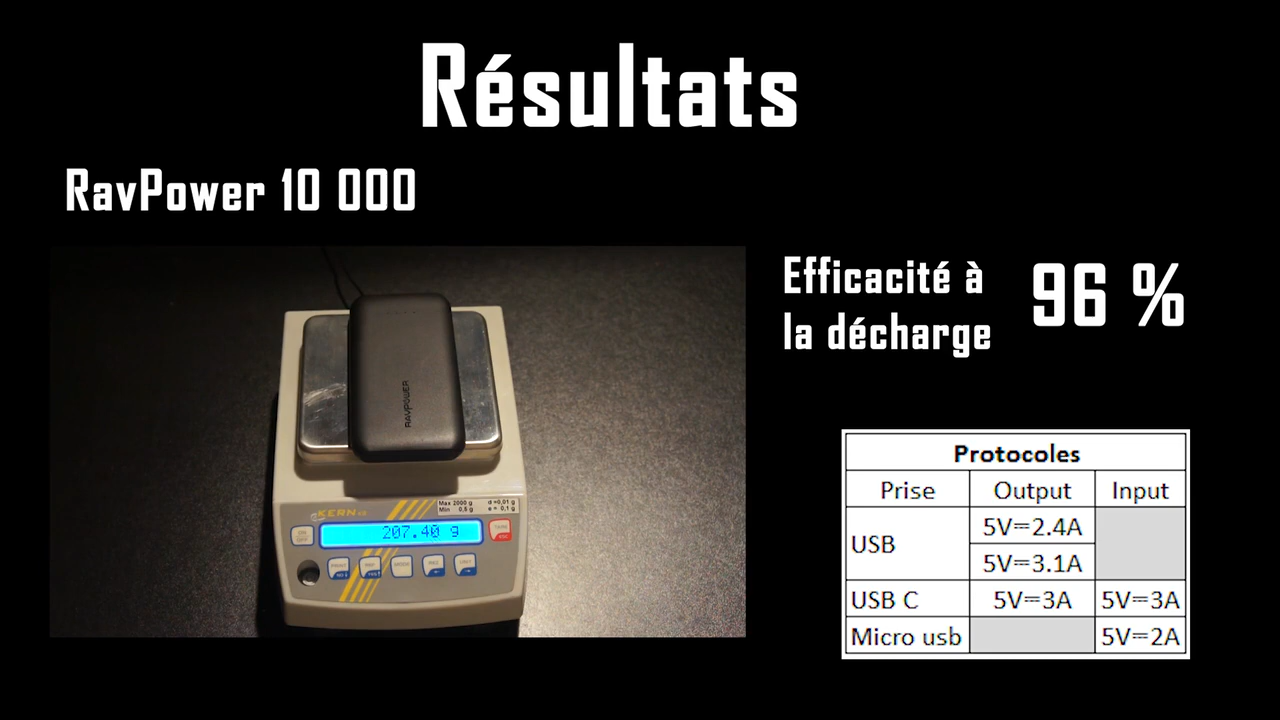 Résultats
RavPower 10 000
Efficacité à
la décharge
96 %
RAVPOWER
KERN
Max 2000 g d =0,01 g
Min 0,5 g e = 0,1 g
207.40 g
Protocoles
Prise Output Input
USB 5V=2.4A
5V=3.1A
USB C 5V=3A 5V=3A
Micro usb 5V=2A